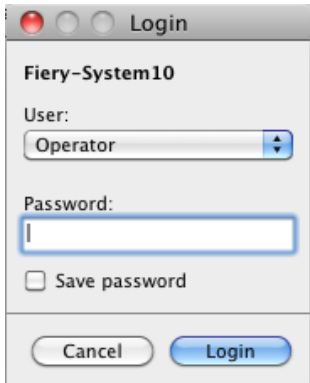 Login
Fiery-System10
User:
Operator
Password:
Save password
Cancel Login